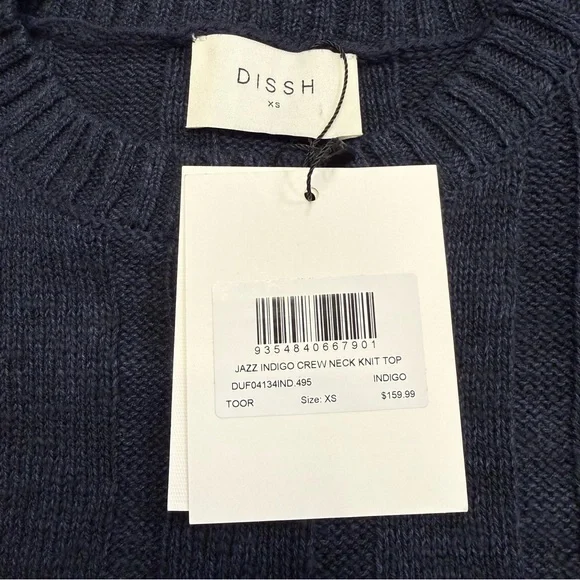 DISSH
XS
9354840667901
JAZZ INDIGO CREW NECK KNIT TOP
DUF04134IND.495 INDIGO
TOOR Size: XS $159.99